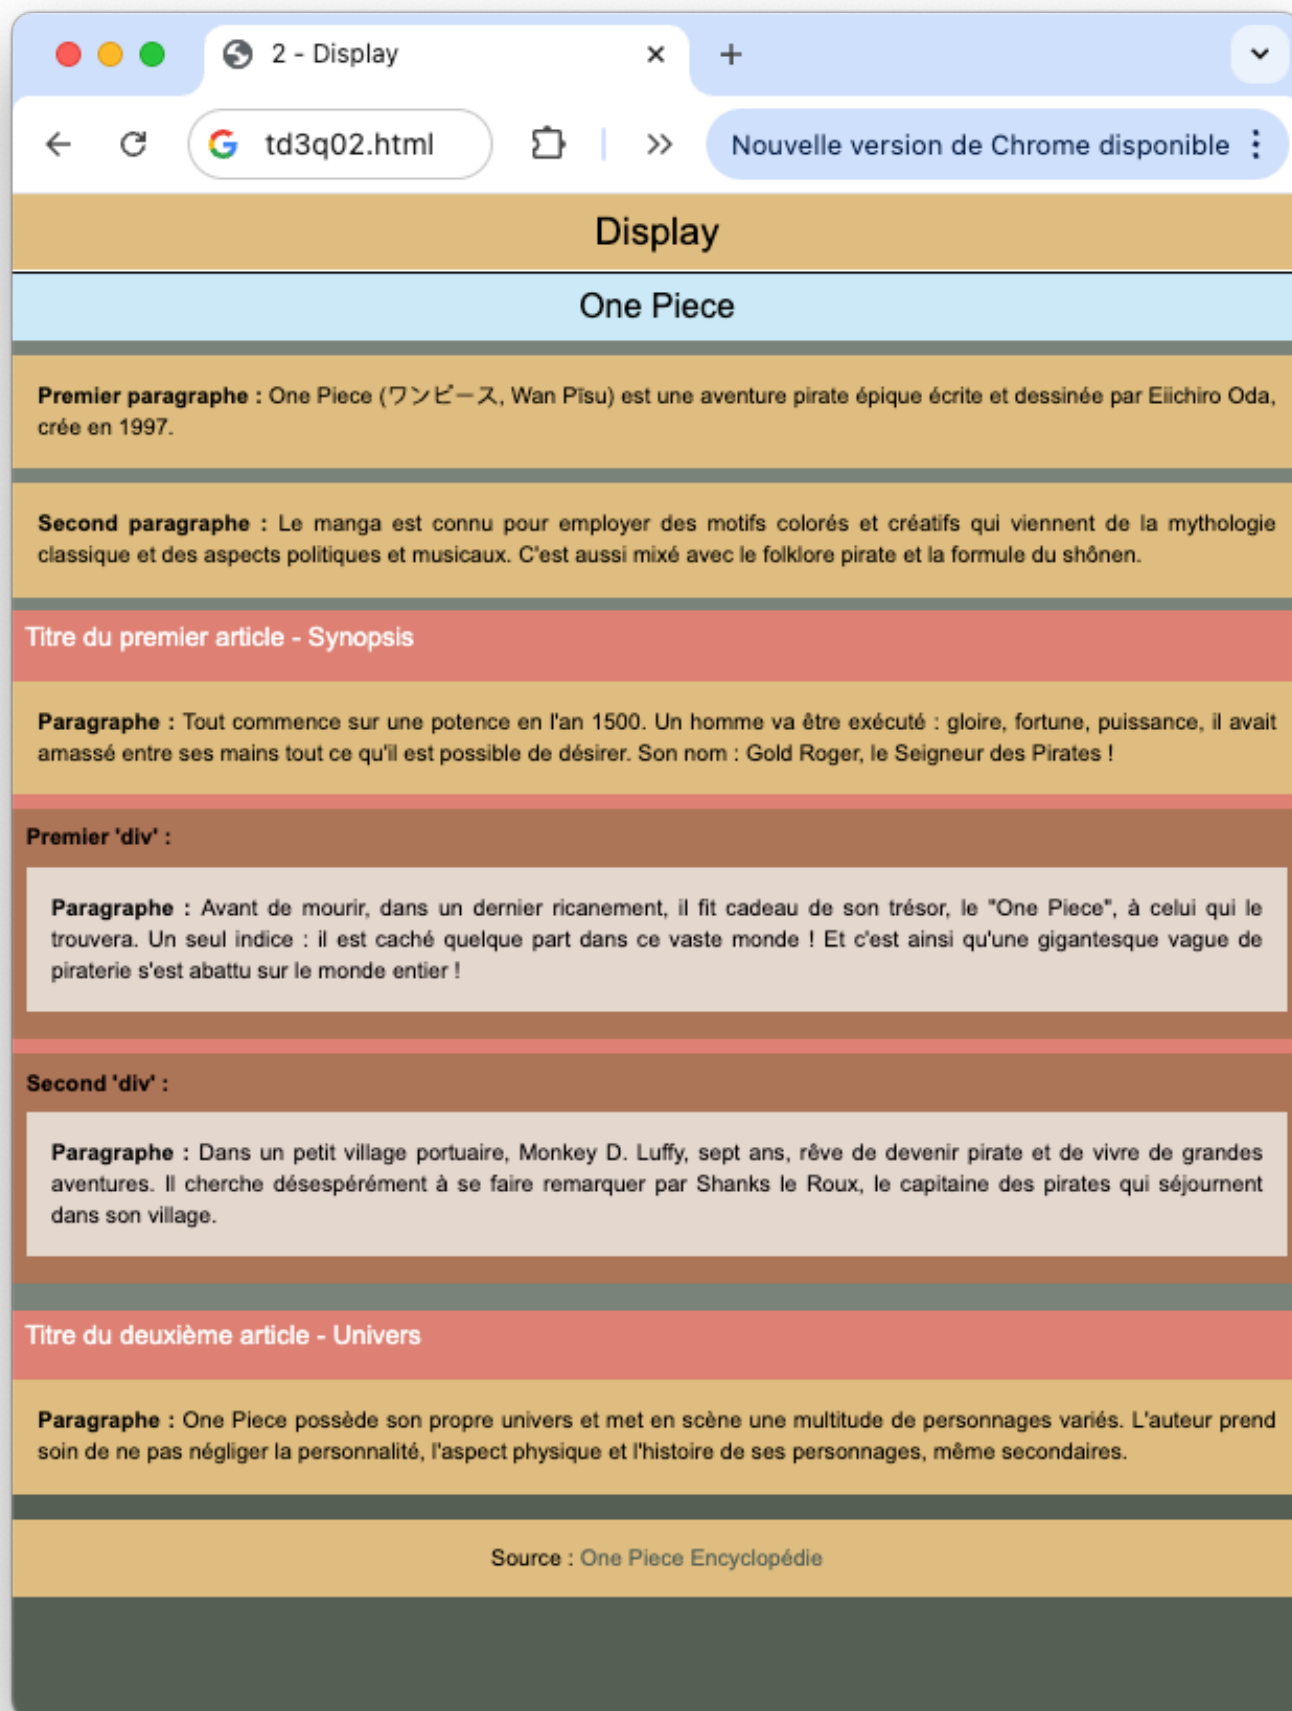 2 - Display
td3q02.html
Nouvelle version de Chrome disponible
Display
One Piece
Premier paragraphe : One Piece (ワンピース, Wan Pīsu) est une aventure pirate épique écrite et dessinée par Eiichiro Oda,
crée en 1997.
Second paragraphe : Le manga est connu pour employer des motifs colorés et créatifs qui viennent de la mythologie
classique et des aspects politiques et musicaux. C'est aussi mixé avec le folklore pirate et la formule du shônen.
Titre du premier article - Synopsis
Paragraphe : Tout commence sur une potence en l'an 1500. Un homme va être exécuté : gloire, fortune, puissance, il avait
amassé entre ses mains tout ce qu'il est possible de désirer. Son nom : Gold Roger, le Seigneur des Pirates !
Premier 'div' :
Paragraphe : Avant de mourir, dans un dernier ricanement, il fit cadeau de son trésor, le "One Piece", à celui qui le
trouvera. Un seul indice : il est caché quelque part dans ce vaste monde ! Et c'est ainsi qu'une gigantesque vague de
piraterie s'est abattu sur le monde entier !
Second 'div' :
Paragraphe : Dans un petit village portuaire, Monkey D. Luffy, sept ans, rêve de devenir pirate et de vivre de grandes
aventures. Il cherche désespérément à se faire remarquer par Shanks le Roux, le capitaine des pirates qui séjournent
dans son village.
Titre du deuxième article - Univers
Paragraphe : One Piece possède son propre univers et met en scène une multitude de personnages variés. L'auteur prend
soin de ne pas négliger la personnalité, l'aspect physique et l'histoire de ses personnages, même secondaires.
Source : One Piece Encyclopédie